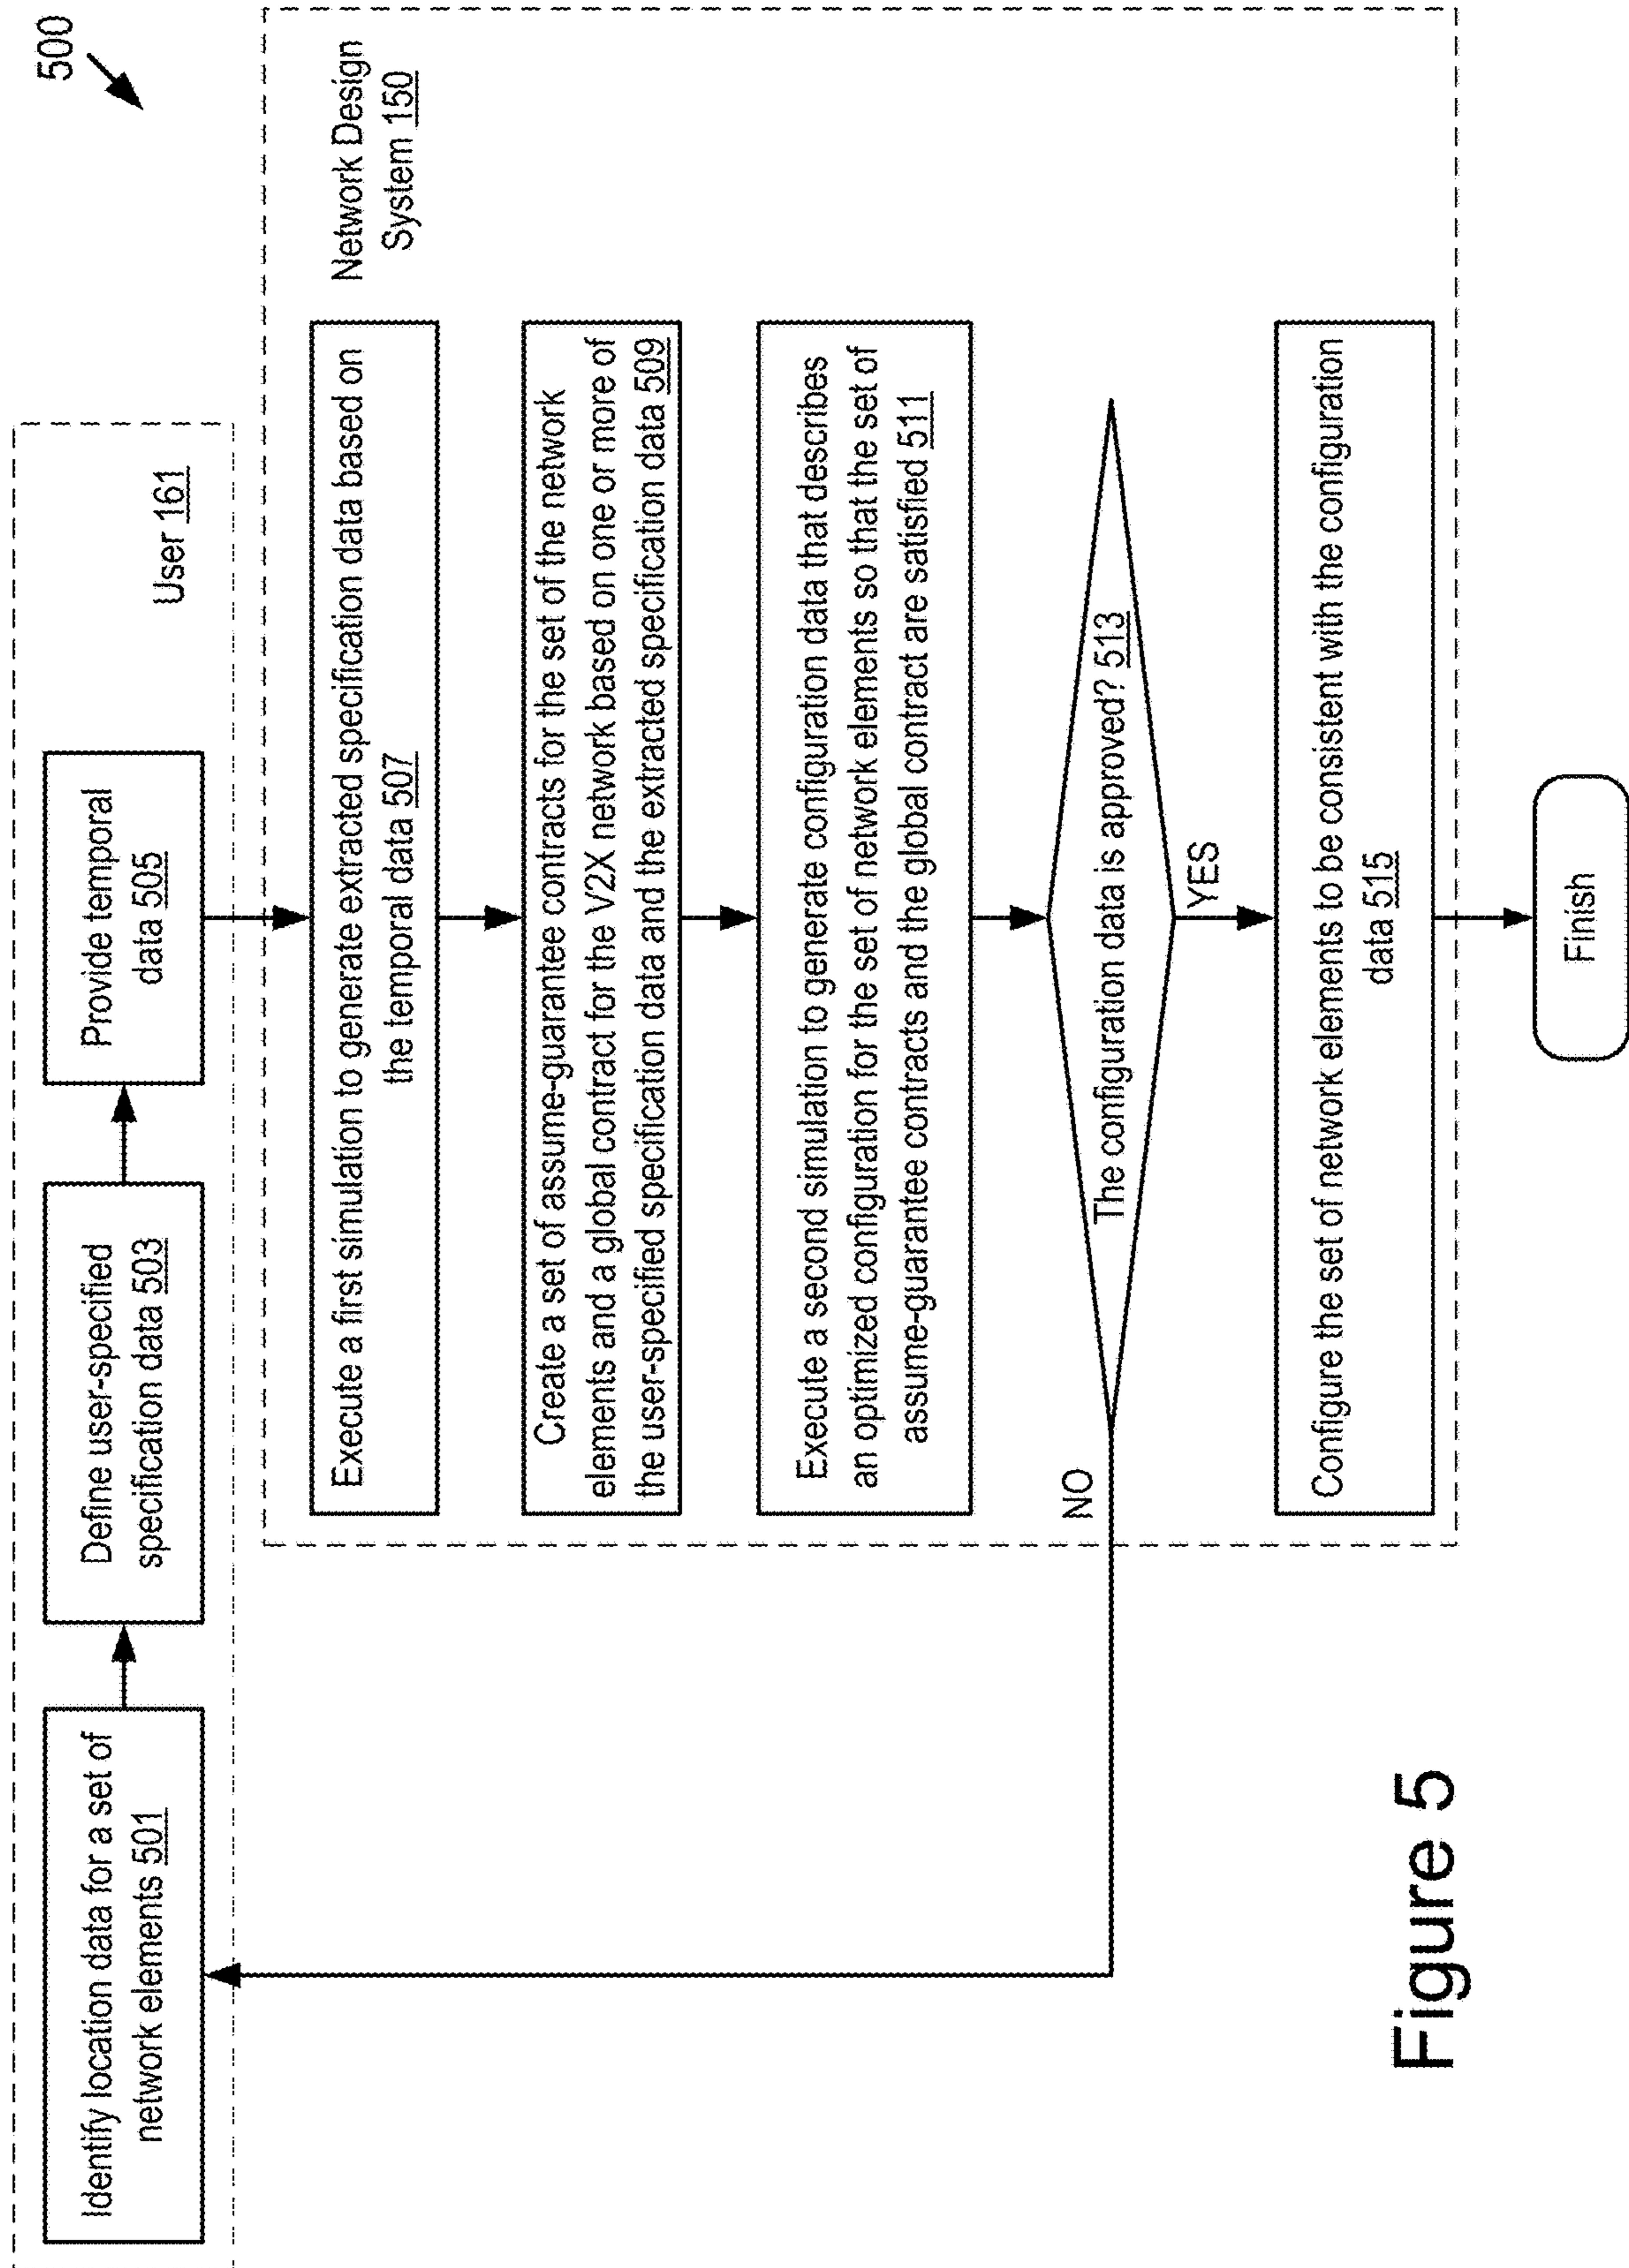 500
Identify location data for a set of
network elements 501
Define user-specified
specification data 503
Provide temporal
data 505
User 161
Network Design
System 150
Execute a first simulation to generate extracted specification data based on
the temporal data 507
Create a set of assume-guarantee contracts for the set of the network
elements and a global contract for the V2X network based on one or more of
the user-specified specification data and the extracted specification data 509
Execute a second simulation to generate configuration data that describes
an optimized configuration for the set of network elements so that the set of
assume-guarantee contracts and the global contract are satisfied 511
The configuration data is approved? 513
NO
YES
Configure the set of network elements to be consistent with the configuration
data 515
Finish
Figure 5